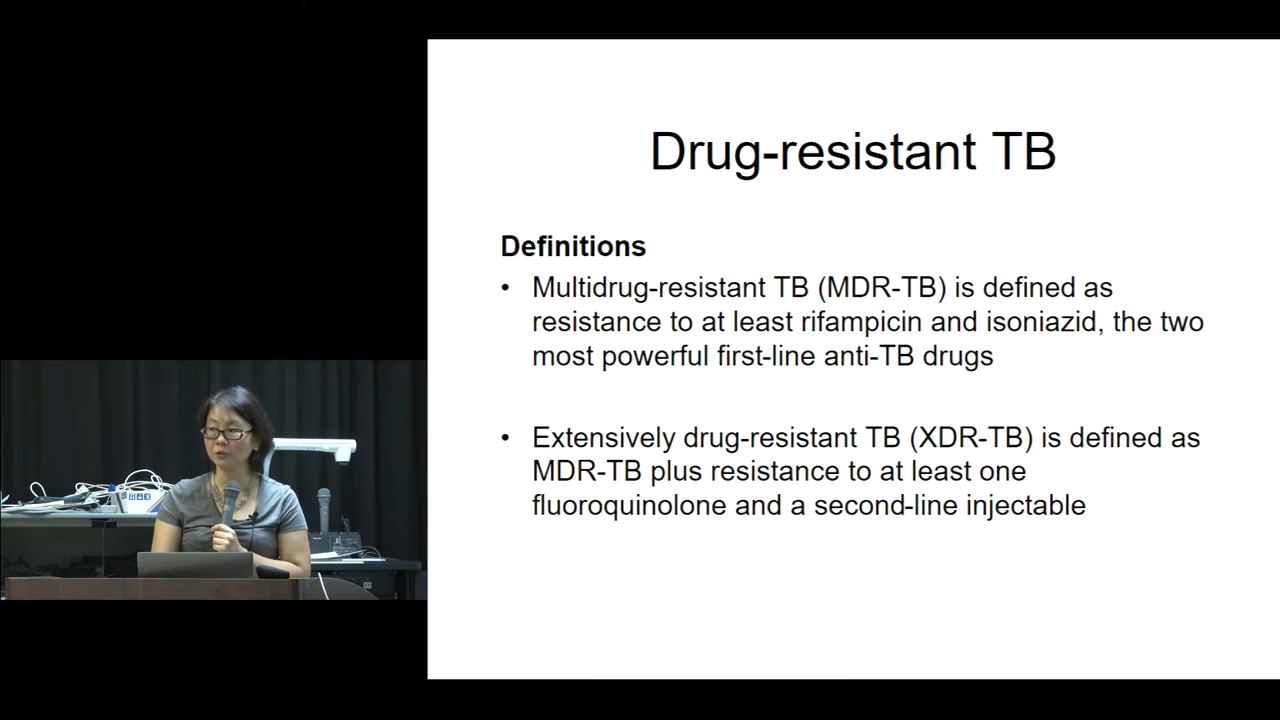 Drug-resistant TB
Definitions
• Multidrug-resistant TB (MDR-TB) is defined as
resistance to at least rifampicin and isoniazid, the two
most powerful first-line anti-TB drugs
• Extensively drug-resistant TB (XDR-TB) is defined as
MDR-TB plus resistance to at least one
fluoroquinolone and a second-line injectable